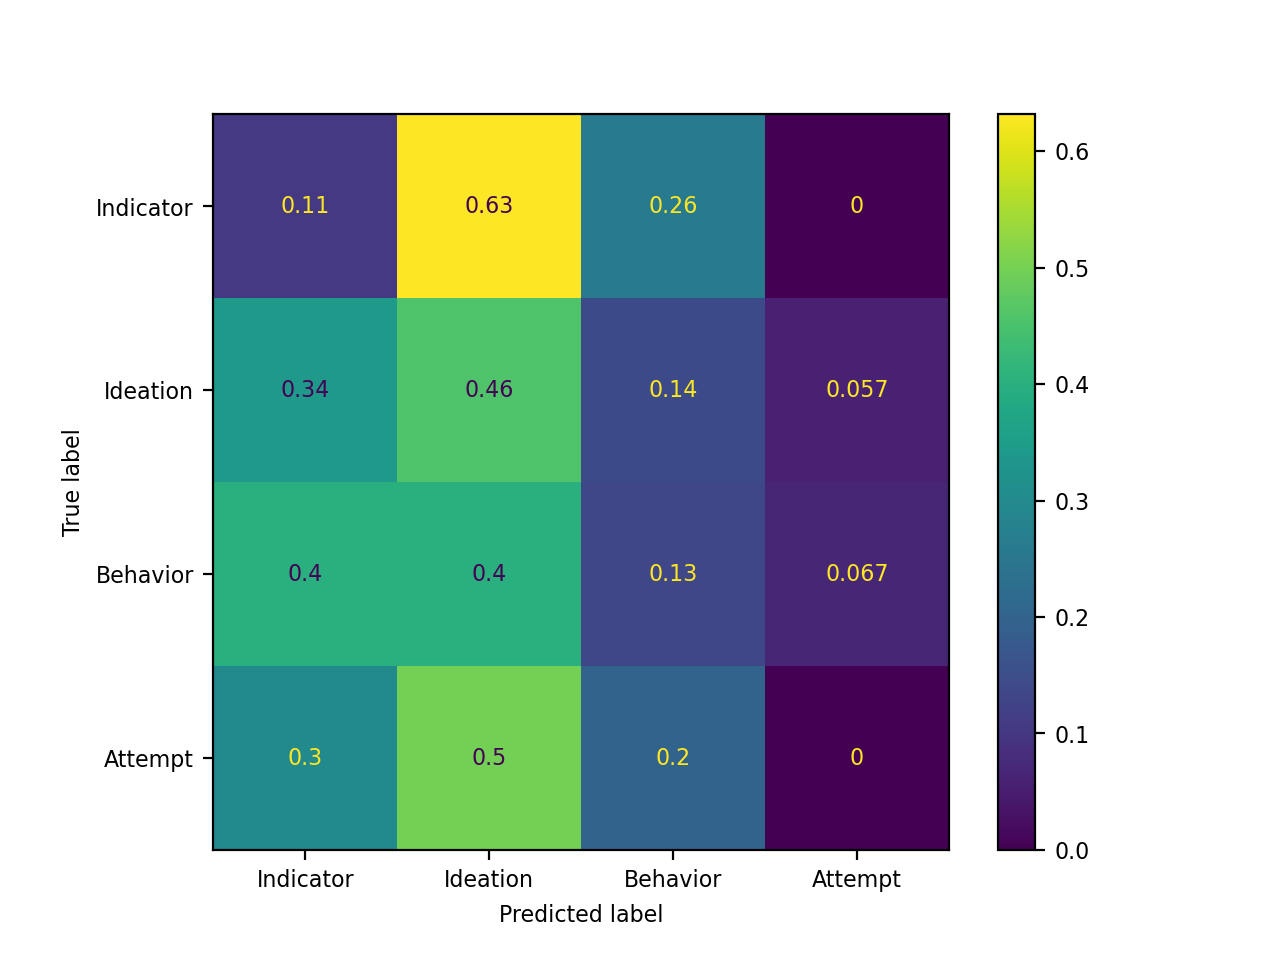 Indicator 0.11 0.63 0.26 0
Ideation 0.34 0.46 0.14 0.057
Behavior 0.4 0.4 0.13 0.067
Attempt 0.3 0.5 0.2 0
Indicator Ideation Behavior Attempt
Predicted label
True label
0.6
0.5
0.4
0.3
0.2
0.1
0.0